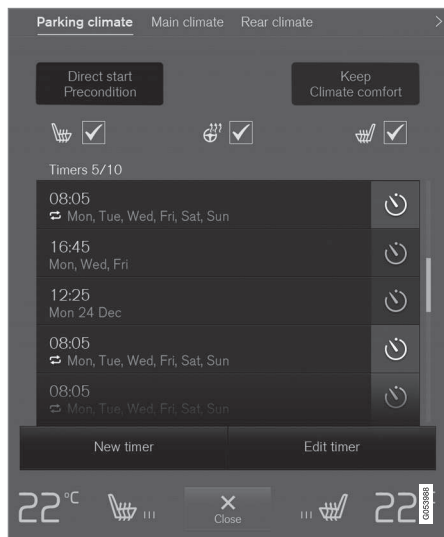 Parking climate Main climate Rear climate
Direct start
Precondition
Keep
Climate comfort
Timers 5/10
08:05
Mon, Tue, Wed, Fri, Sat, Sun
16:45
Mon, Wed, Fri
12:25
Mon 24 Dec
08:05
Mon, Tue, Wed, Fri, Sat, Sun
08:05
Mon, Tue, Wed, Fri, Sat, Sun
New timer Edit timer
22 °C
Close
22
G053988